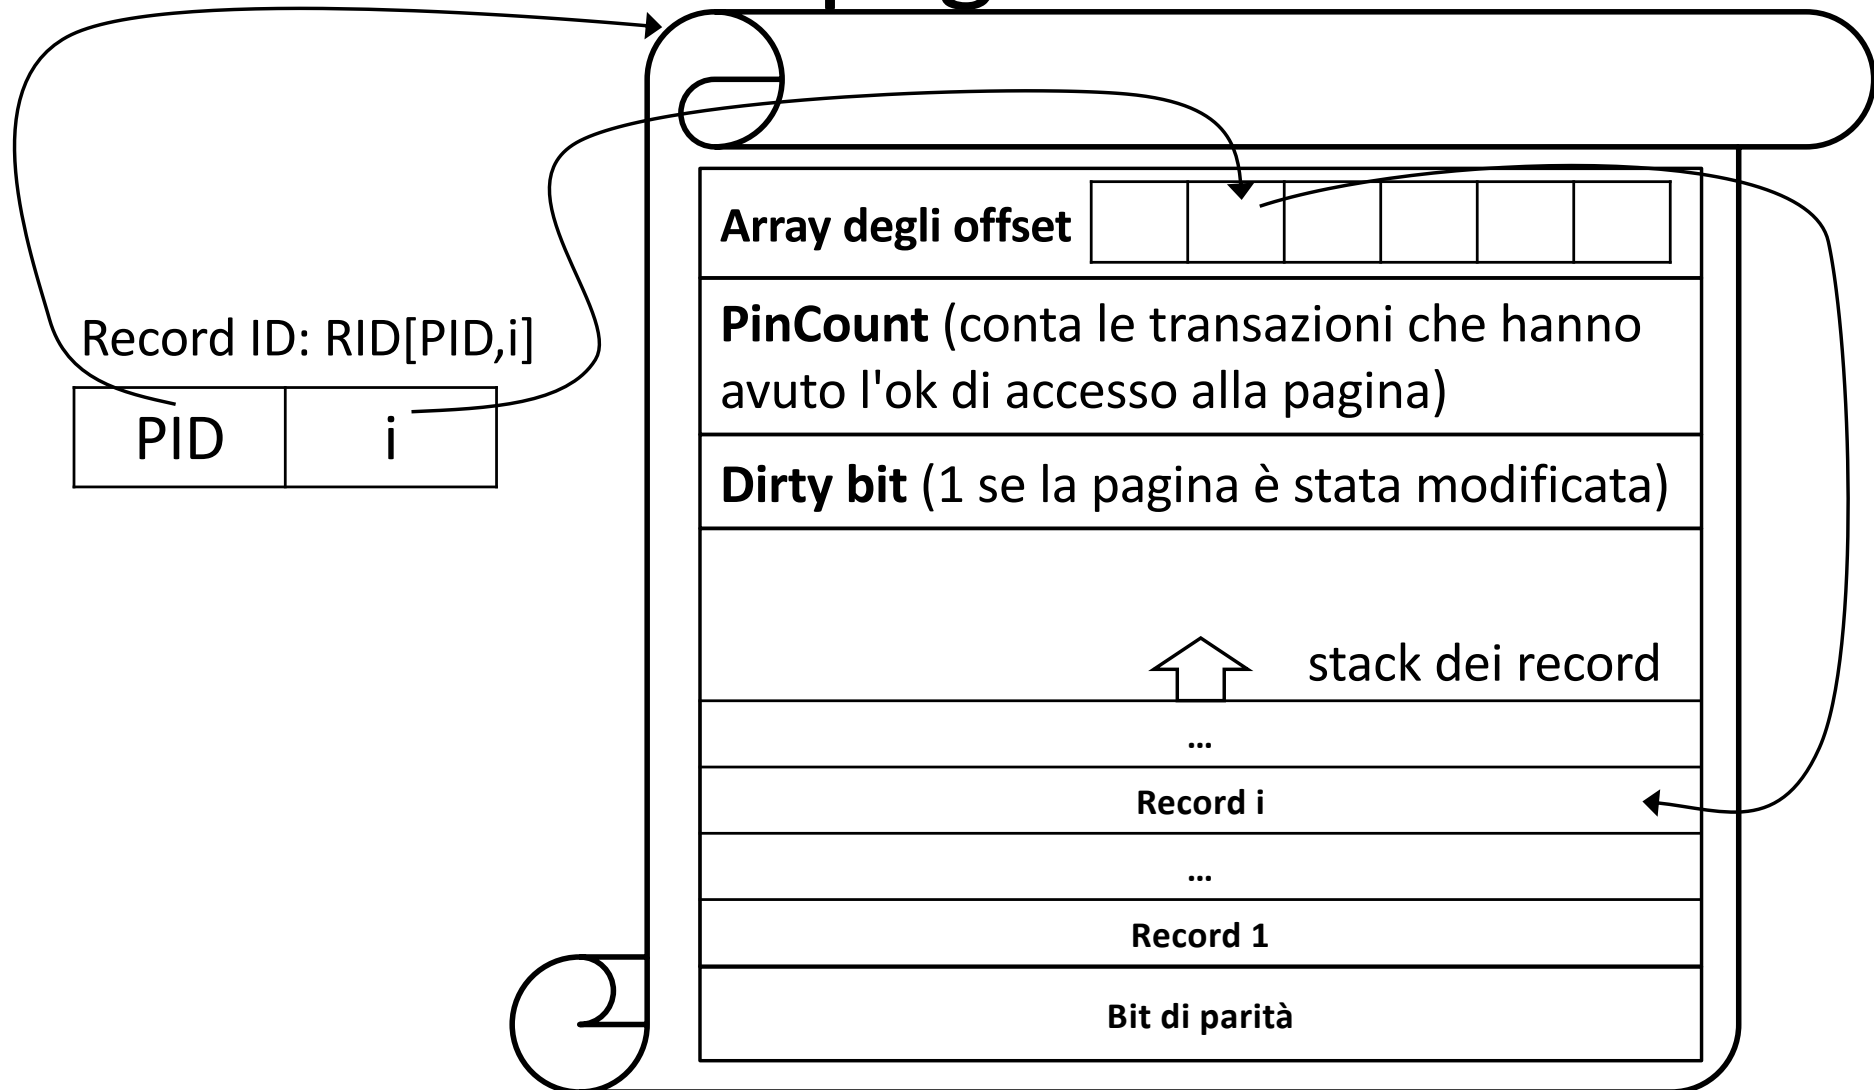 Array degli offset
PinCount (conta le transazioni che hanno
avuto l'ok di accesso alla pagina)
Record ID: RID[PID,i]
PID i
Dirty bit (1 se la pagina è stata modificata)
stack dei record
...
Record i
...
Record 1
Bit di parità